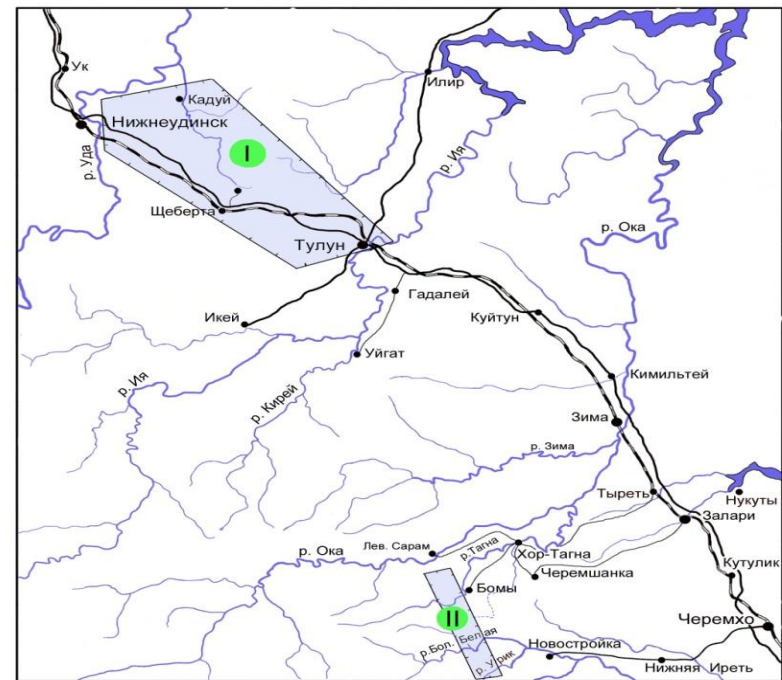 Ук
Илир
Кадуй
Нижнеудинск
I
р. Уда
р. Ия
Щеберта
Тулун
р. Ока
Гадалей
Икей
Куйтун
Уйгат
р. Ия
р. Кирей
Кимильтей
Зима
р. Зима
Тыреть
Нукуты
Залари
р. Ока
Лев. Сарам
р.Тагна
Хор-Тагна
Черемшанка
Кутулик
Бомы
II
Черемхо
р.Бол. Белая
Новостройка
р. Урик
Нижняя Иреть